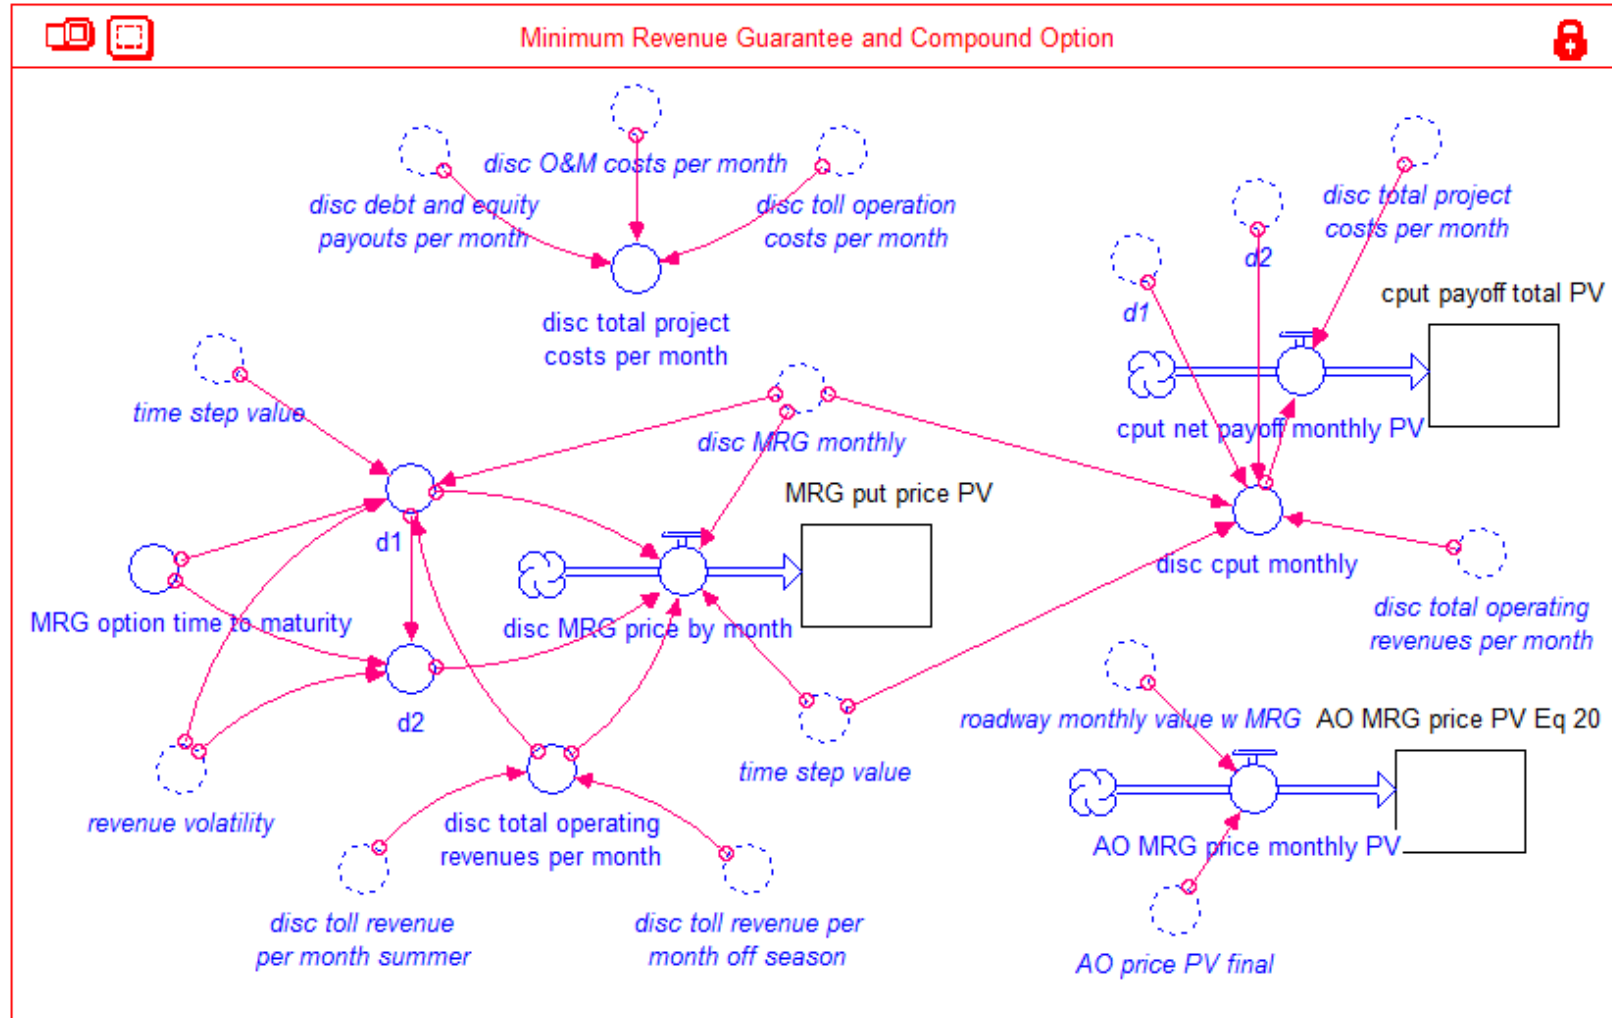 Minimum Revenue Guarantee and Compound Option
disc O&M costs per month
disc debt and equity
payouts per month
disc toll operation
costs per month
disc total project
costs per month
d2
d1
disc total project
costs per month
cput payoff total PV
cput net payoff monthly PV
time step value
disc MRG monthly
MRG put price PV
d1
disc MRG price by month
disc cput monthly
MRG option time to maturity
disc total operating
revenues per month
d2
roadway monthly value w MRG
AO MRG price PV Eq 20
time step value
revenue volatility
disc total operating
revenues per month
AO MRG price monthly PV
disc toll revenue
per month summer
disc toll revenue per
month off season
AO price PV final